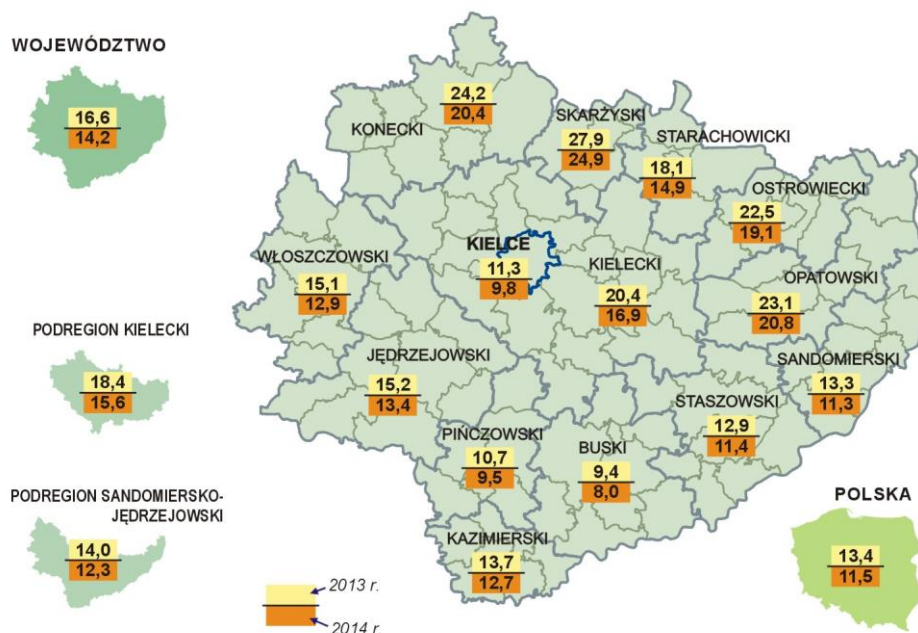 WOJEWÓDZTWO
16,6
14,2
24,2
20,4
KONECKI
SKARŻYSKI
27,9
24,9
STARACHOWICKI
18,1
14,9
OSTROWIECKI
22,5
19,1
WŁOSZCZOWSKI
15,1
12,9
KIELCE
11,3
9,8
KIELECKI
20,4
16,9
OPATOWSKI
23,1
20,8
PODREGION KIELECKI
18,4
15,6
JĘDRZEJOWSKI
15,2
13,4
SANDOMIERSKI
13,3
11,3
STASZOWSKI
12,9
11,4
PIŃCZOWSKI
10,7
9,5
BUSKI
9,4
8,0
PODREGION SANDOMIERSKO-
JĘDRZEJOWSKI
14,0
12,3
KAZIMIERSKI
13,7
12,7
POLSKA
13,4
11,5
2013 r.
2014 r